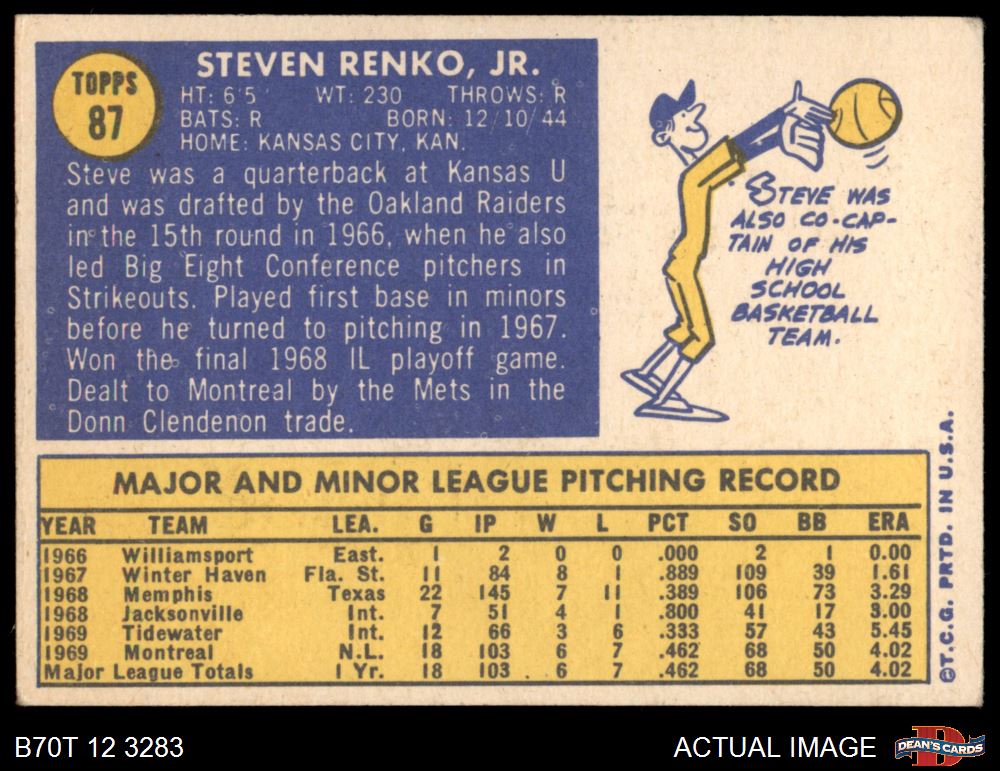 TOPPS
87
STEVEN RENKO, JR.
HT: 6'5 WT: 230 THROWS: R
BATS: R BORN: 12/10/44
HOME: KANSAS CITY, KAN.
Steve was a quarterback at Kansas U
and was drafted by the Oakland Raiders
in the 15th round in 1966, when he also
led Big Eight Conference pitchers in
Strikeouts. Played first base in minors
before he turned to pitching in 1967.
Won the final 1968 IL playoff game.
Dealt to Montreal by the Mets in the
Donn Clendenon trade.
STEVE WAS
ALSO CO-CAP-
TAIN OF HIS
HIGH
SCHOOL
BASKETBALL
TEAM.
MAJOR AND MINOR LEAGUE PITCHING RECORD
YEAR TEAM LEA. G IP W L PCT SO BB ERA
1966 Williamsport East. 1 2 0 0 .000 2 1 0.00
1967 Winter Haven Fla. St. 11 84 8 1 .889 109 39 1.61
1968 Memphis Texas 22 145 7 11 .389 106 73 3.29
1968 Jacksonville Int. 7 51 4 1 .800 41 17 3.00
1969 Tidewater Int. 12 66 3 6 .333 57 43 5.45
1969 Montreal N.L. 18 103 6 7 .462 68 50 4.02
Major League Totals 1 Yr. 18 103 6 7 .462 68 50 4.02
©T.C.G. PRTD. IN U.S.A.
B70T 12 3283
ACTUAL IMAGE
D
DEAN'S CARDS